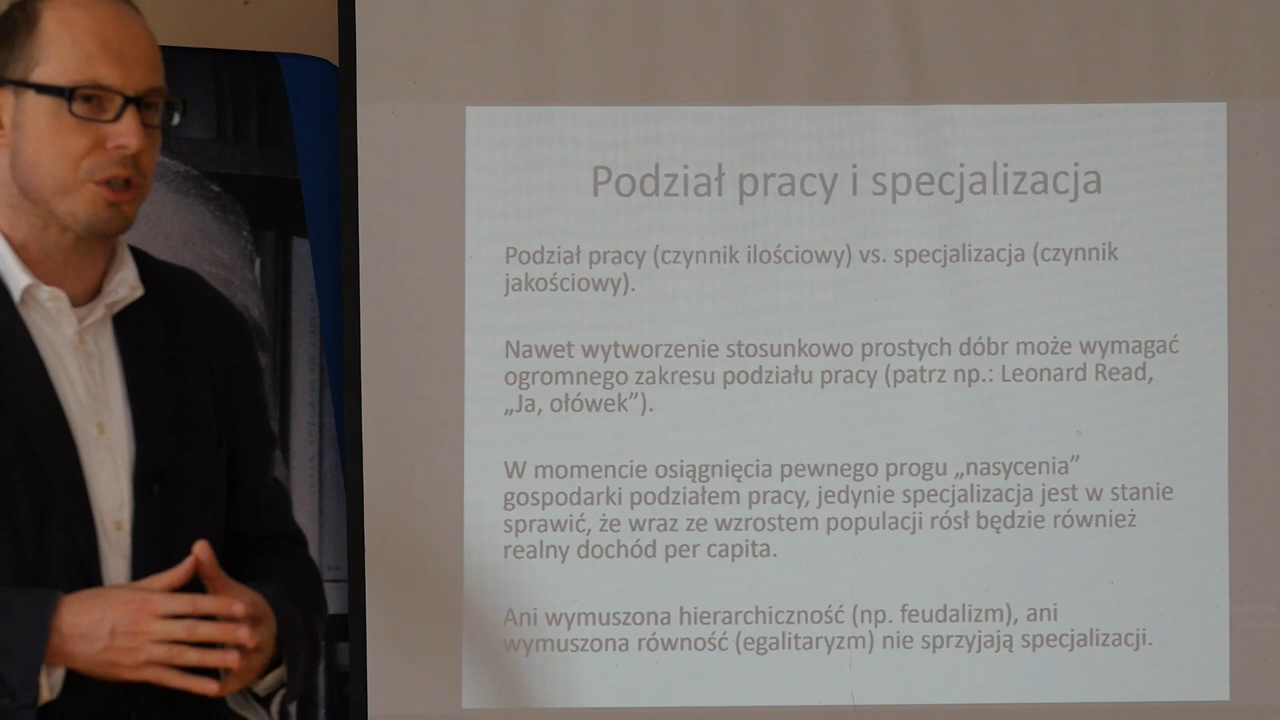 Podział pracy i specjalizacja
Podział pracy (czynnik ilościowy) vs. specjalizacja (czynnik
jakościowy).
Nawet wytworzenie stosunkowo prostych dóbr może wymagać
ogromnego zakresu podziału pracy (patrz np.: Leonard Read,
„Ja, ołówek”).
W momencie osiągnięcia pewnego progu „nasycenia”
gospodarki podziałem pracy, jedynie specjalizacja jest w stanie
sprawić, że wraz ze wzrostem populacji rósł będzie również
realny dochód per capita.
Ani wymuszona hierarchiczność (np. feudalizm), ani
wymuszona równość (egalitaryzm) nie sprzyjają specjalizacji.